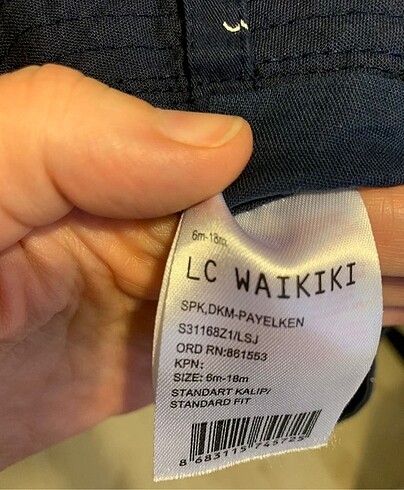 6m-18m
LC WAIKIKI
SPK,DKM-PAYELKEN
S31168Z1/LSJ
ORD RN:861553
KPN:
SIZE: 6m-18m
STANDART KALIP/
STANDARD FIT
8 683115 745725